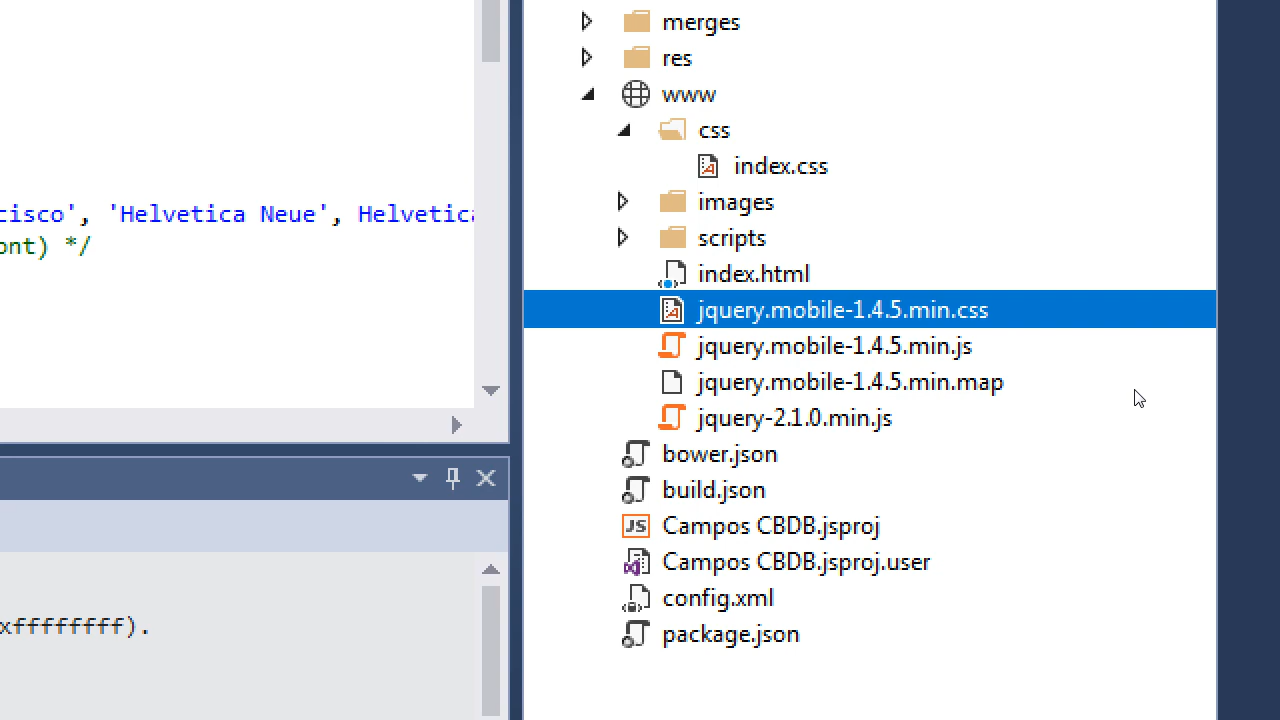 cisco', 'Helvetica Neue', Helvetica
ont) */
xffffffff).
merges
res
www
css
index.css
images
scripts
index.html
jquery.mobile-1.4.5.min.css
jquery.mobile-1.4.5.min.js
jquery.mobile-1.4.5.min.map
jquery-2.1.0.min.js
bower.json
build.json
JS Campos CBDB.jsproj
Campos CBDB.jsproj.user
config.xml
package.json